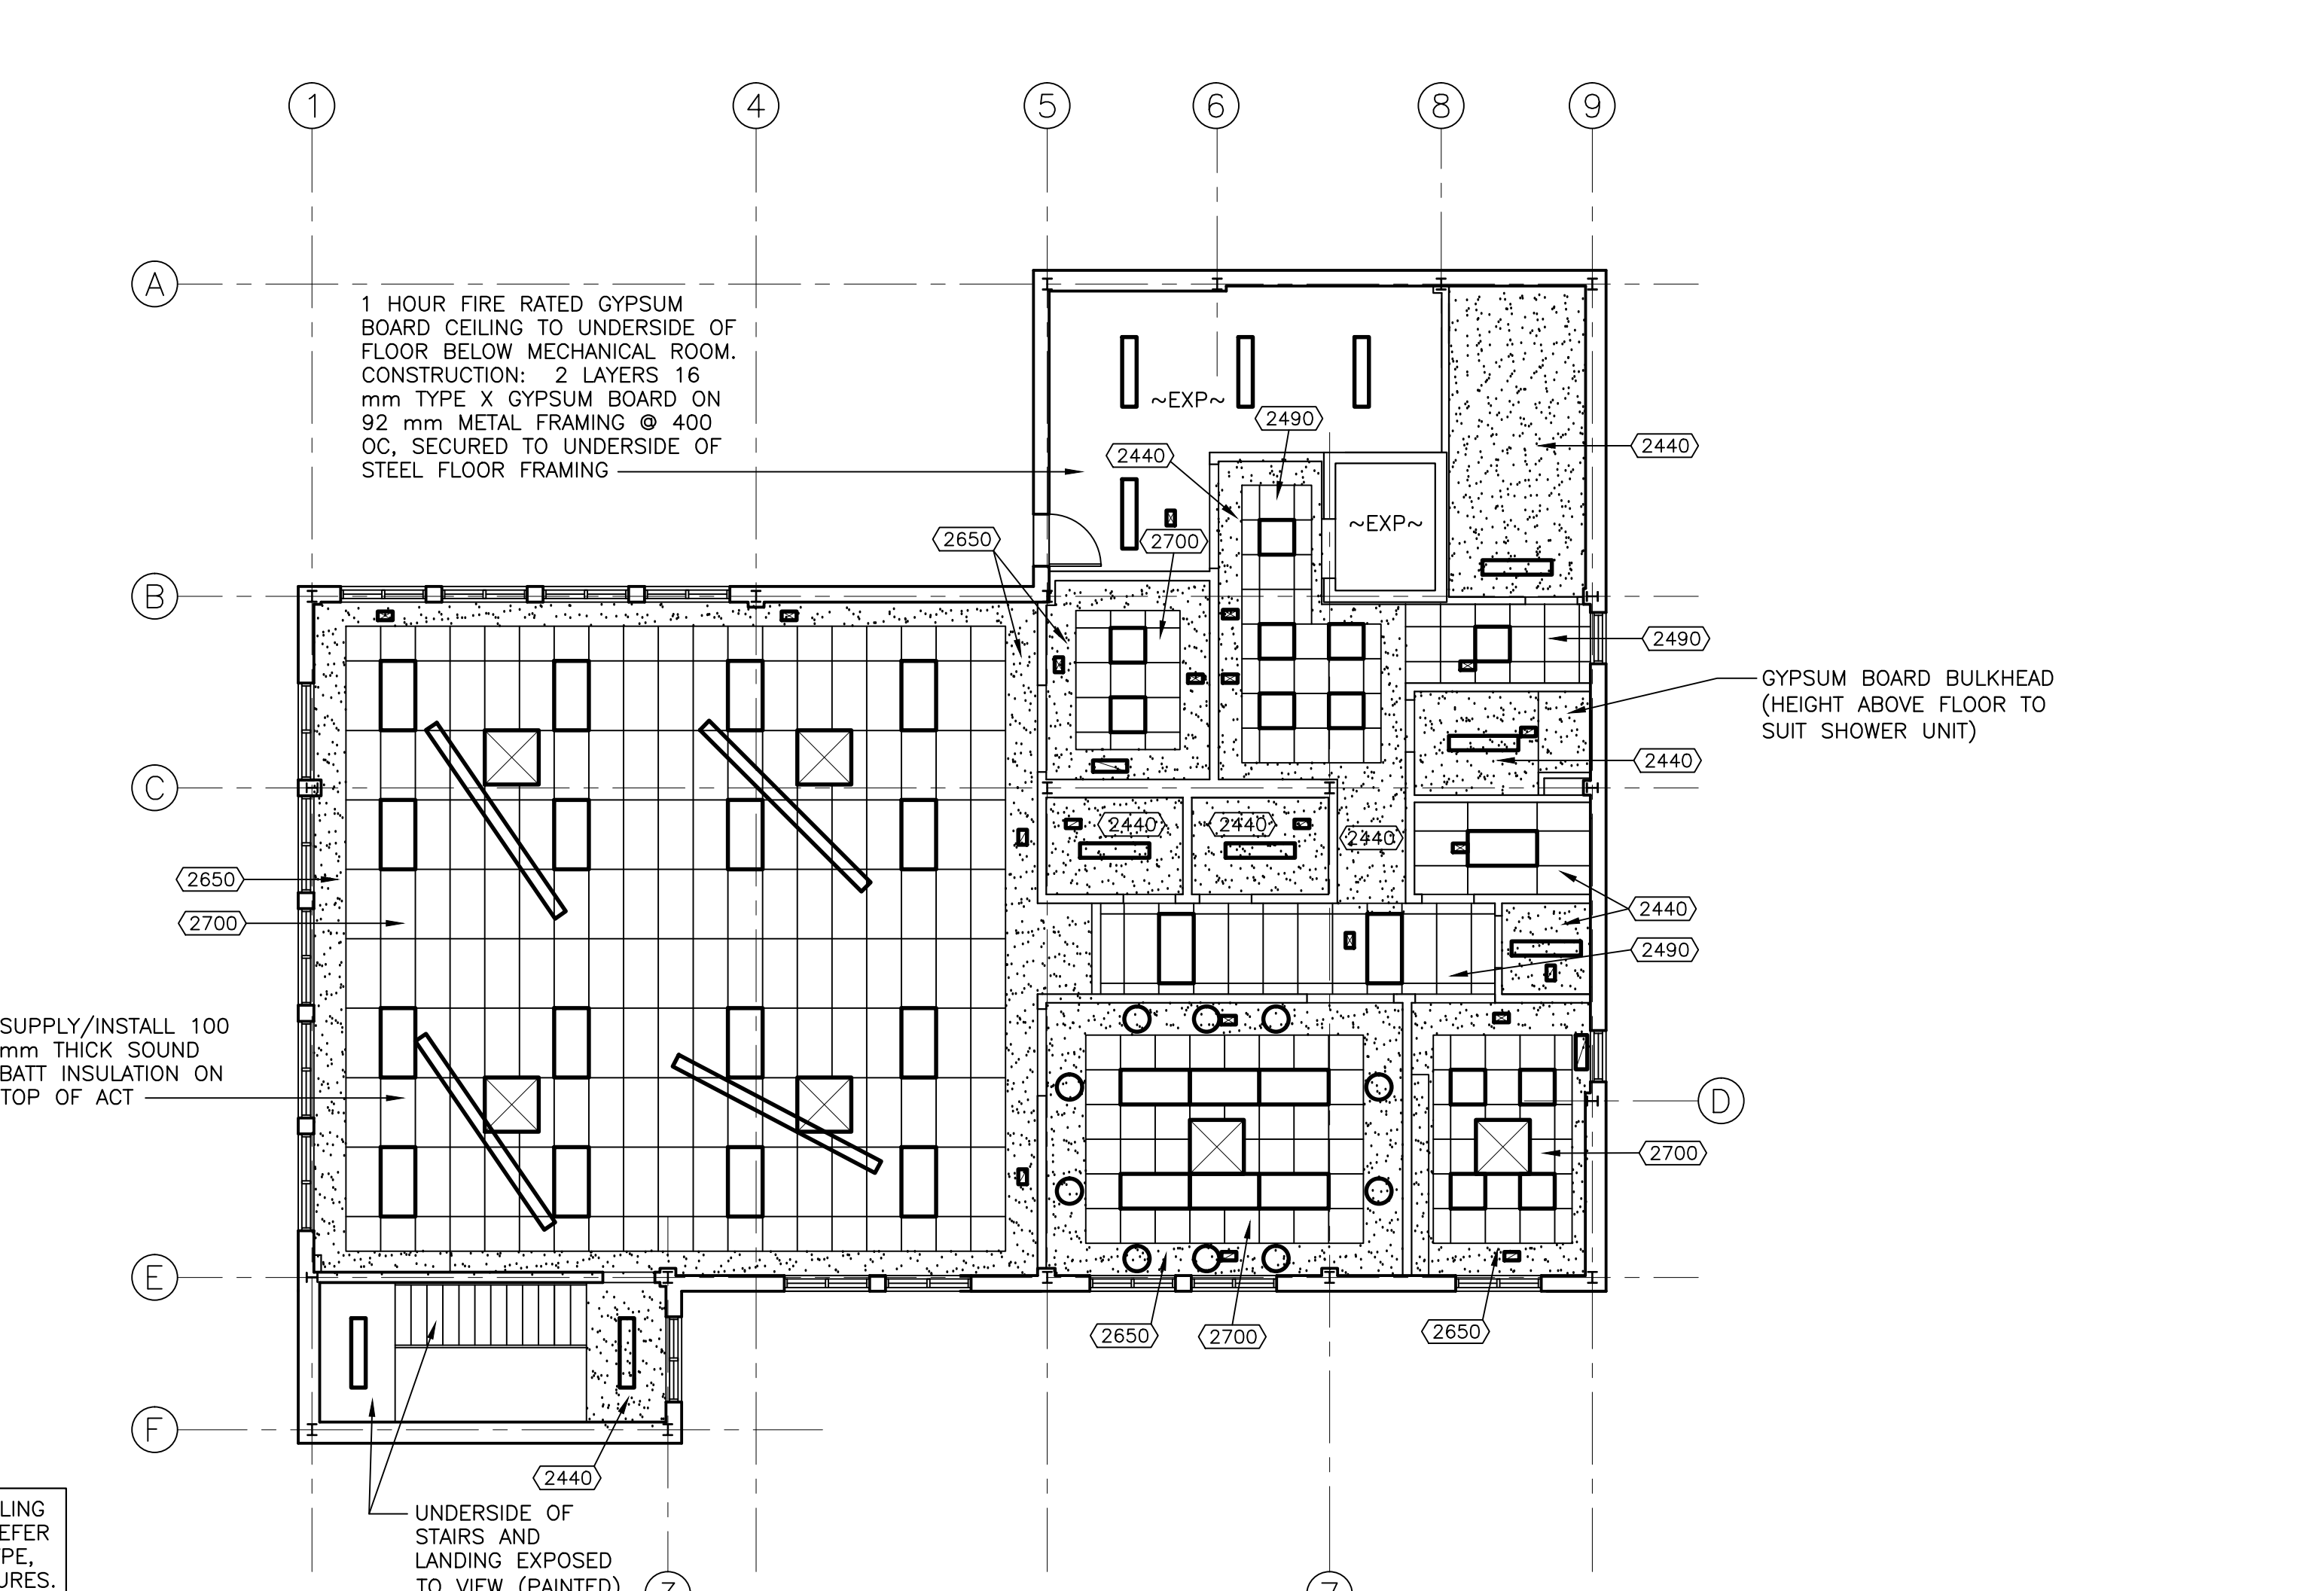 1
4
5
6
8
9
A
1 HOUR FIRE RATED GYPSUM
BOARD CEILING TO UNDERSIDE OF
FLOOR BELOW MECHANICAL ROOM.
CONSTRUCTION: 2 LAYERS 16
mm TYPE X GYPSUM BOARD ON
92 mm METAL FRAMING @ 400
OC, SECURED TO UNDERSIDE OF
STEEL FLOOR FRAMING
~EXP~
2490
2440
2440
~EXP~
2650
2700
B
2490
GYPSUM BOARD BULKHEAD
(HEIGHT ABOVE FLOOR TO
SUIT SHOWER UNIT)
2440
C
2440
2440
2440
2650
2700
2440
2490
SUPPLY/INSTALL 100
mm THICK SOUND
BATT INSULATION ON
TOP OF ACT
D
2700
E
2650
2700
2650
F
2440
UNDERSIDE OF
STAIRS AND
LANDING EXPOSED
TO VIEW (PAINTED)
LING
EFER
PE,
URES.
3
7